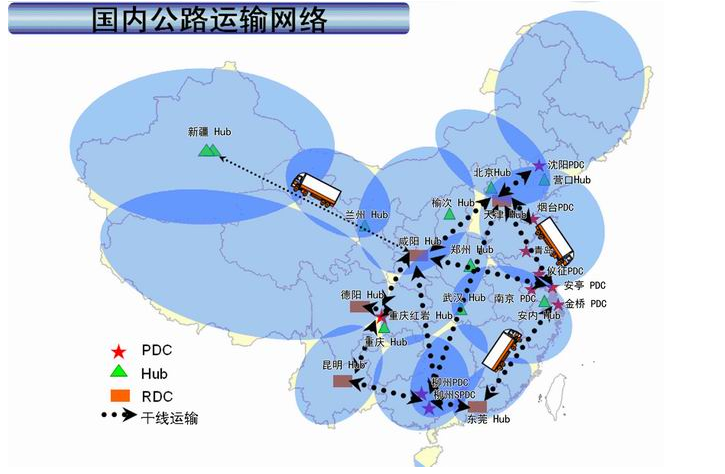 国内公路运输网络
新疆 Hub
沈阳PDC
北京Hub
营口Hub
榆次 Hub
烟台PDC
兰州 Hub
天津 Hub
咸阳 Hub
郑州 Hub
青岛
仪征PDC
安亭 PDC
德阳 Hub
武汉 Hub
南京 PDC
金桥 PDC
重庆红岩 Hub
安内 Hub
重庆 Hub
昆明 Hub
柳州PDC
柳州SPDC
东莞 Hub
PDC
Hub
RDC
干线运输